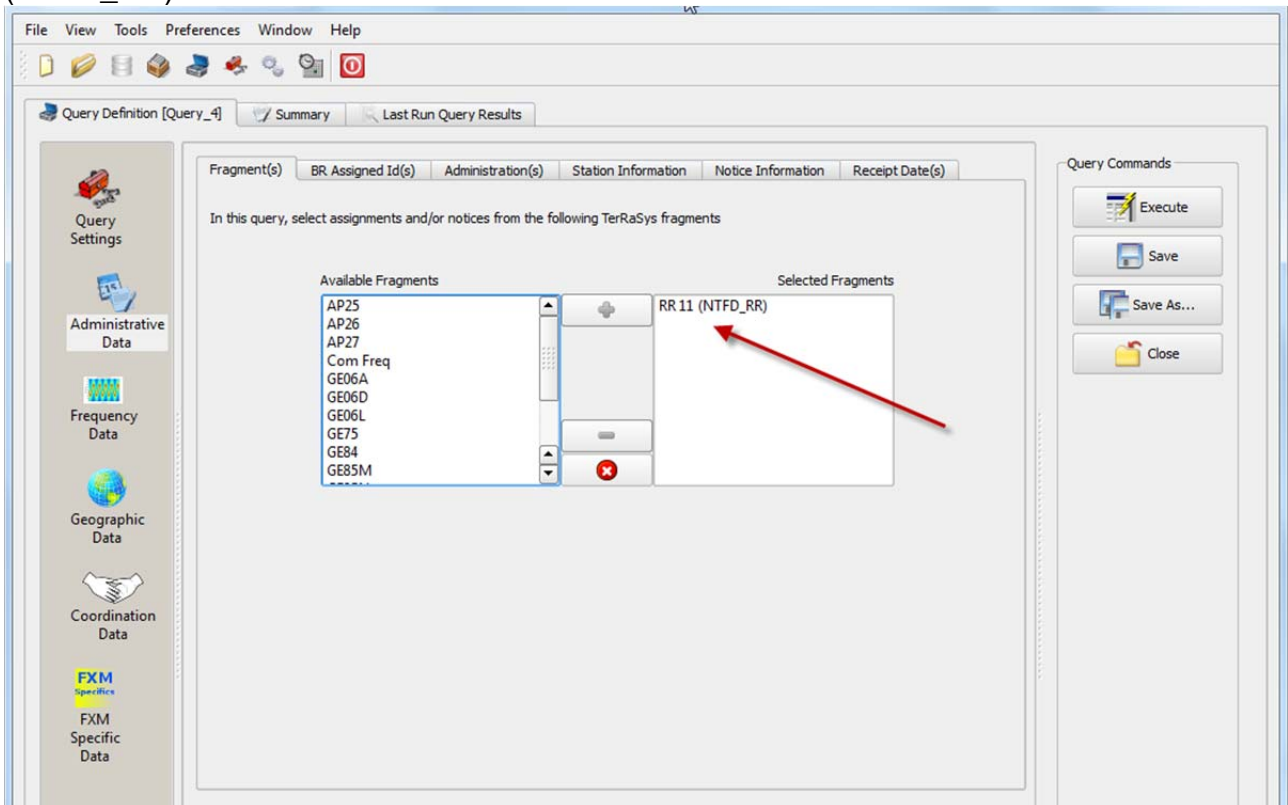 File View Tools Preferences Window Help
Query Definition [Query_4] Summary Last Run Query Results
Query Settings
Administrative Data
Frequency Data
Geographic Data
Coordination Data
FXM Specifics
FXM Specific Data
Fragment(s) BR Assigned Id(s) Administration(s) Station Information Notice Information Receipt Date(s)
In this query, select assignments and/or notices from the following TerRaSys fragments
Available Fragments
AP25
AP26
AP27
Com Freq
GE06A
GE06D
GE06L
GE75
GE84
GE85M
Selected Fragments
RR 11 (NTFD_RR)
Query Commands
Execute
Save
Save As...
Close